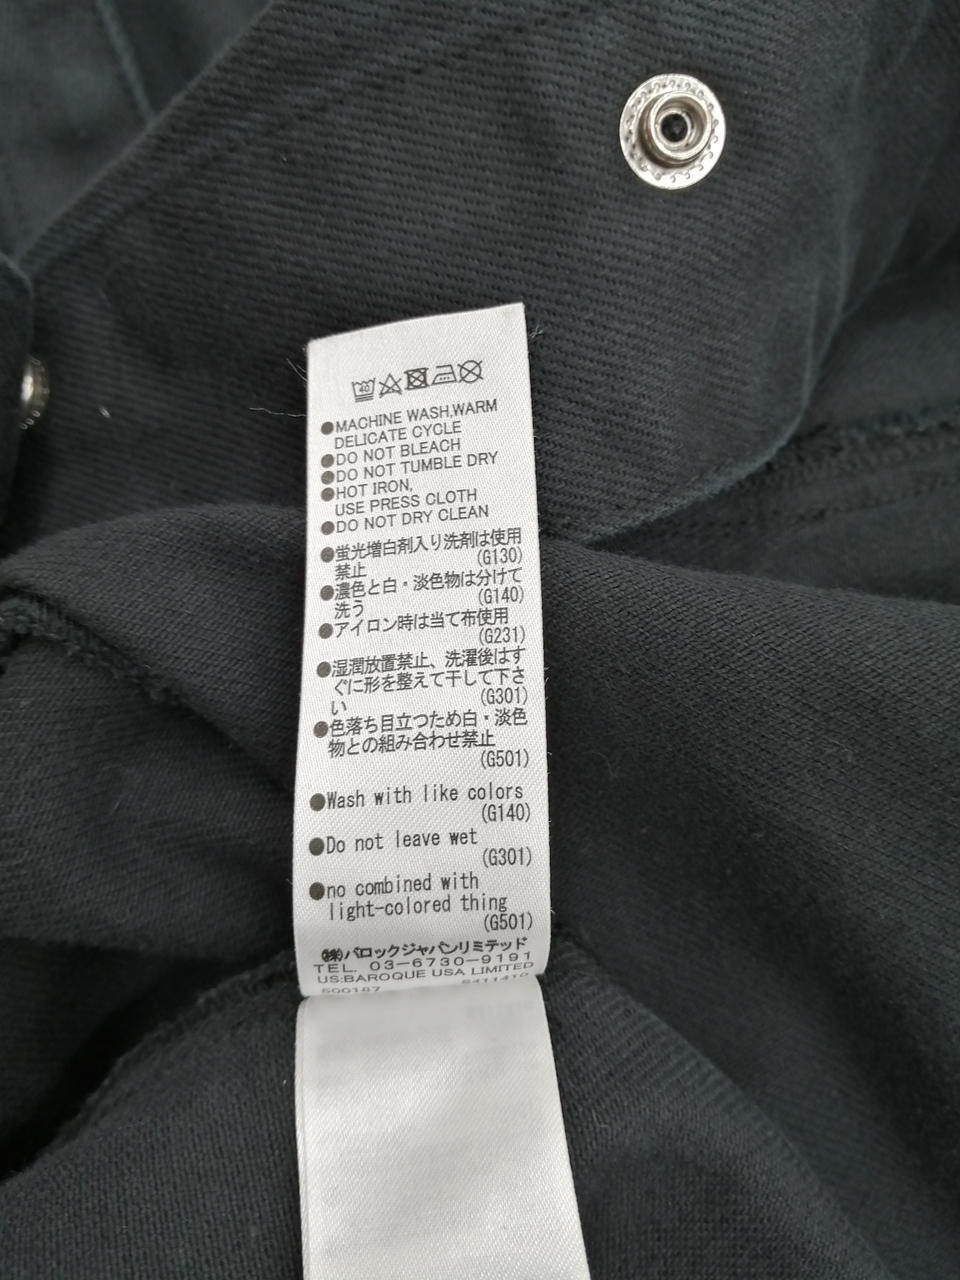 40
●MACHINE WASH,WARM
DELICATE CYCLE
●DO NOT BLEACH
●DO NOT TUMBLE DRY
●HOT IRON,
USE PRESS CLOTH
●DO NOT DRY CLEAN
●蛍光増白剤入り洗剤は使用
禁止 (G130)
●濃色と白・淡色物は分けて
洗う (G140)
●アイロン時は当て布使用
(G231)
●湿潤放置禁止、洗濯後はす
ぐに形を整えて干して下さ
い (G301)
●色落ち目立つため白・淡色
物との組み合わせ禁止
(G501)
●Wash with like colors
(G140)
●Do not leave wet
(G301)
●no combined with
light-colored thing
(G501)
㈱バロックジャパンリミテッド
TEL. 03-6730-9191
US:BAROQUE USA LIMITED
500187